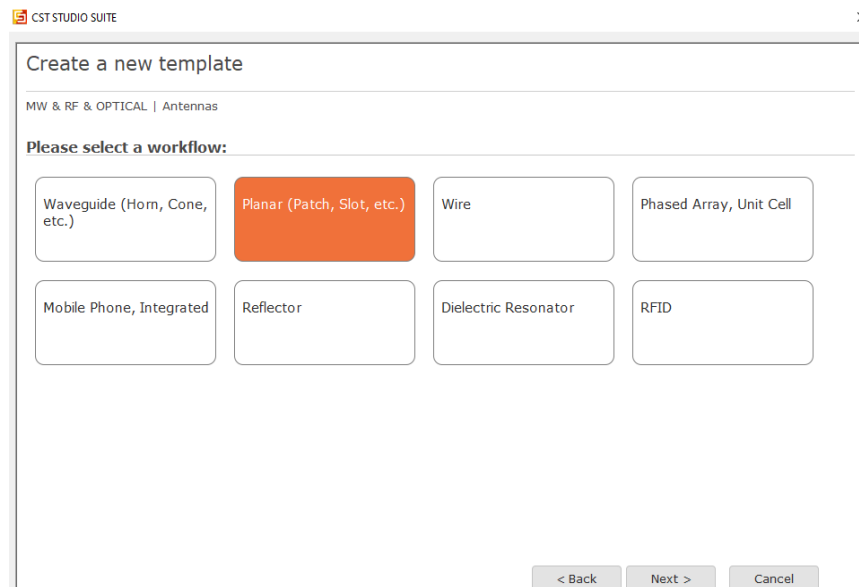 CST STUDIO SUITE
Create a new template
MW & RF & OPTICAL | Antennas
Please select a workflow:
Waveguide (Horn, Cone,
etc.)
Planar (Patch, Slot, etc.)
Wire
Phased Array, Unit Cell
Mobile Phone, Integrated
Reflector
Dielectric Resonator
RFID
< Back
Next >
Cancel